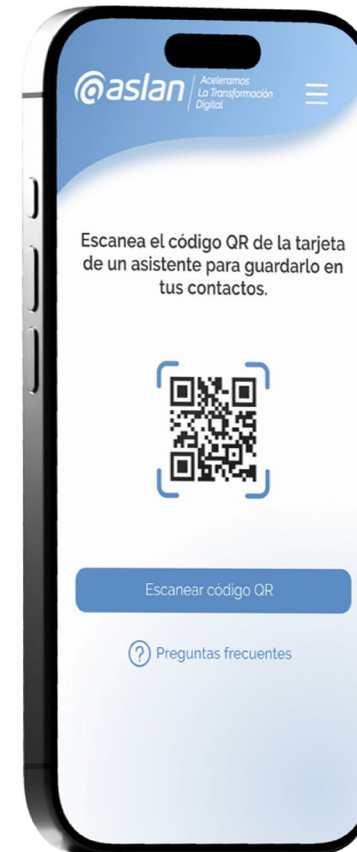 @aslan
Aceleramos
La Transformación
Digital
Escanea el código QR de la tarjeta
de un asistente para guardarlo en
tus contactos.
Escanear código QR
? Preguntas frecuentes